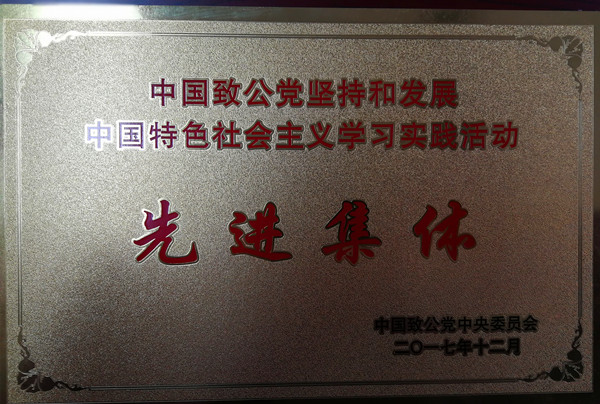 中国致公党坚持和发展
中国特色社会主义学习实践活动
先进集体
中国致公党中央委员会
二〇一七年十二月